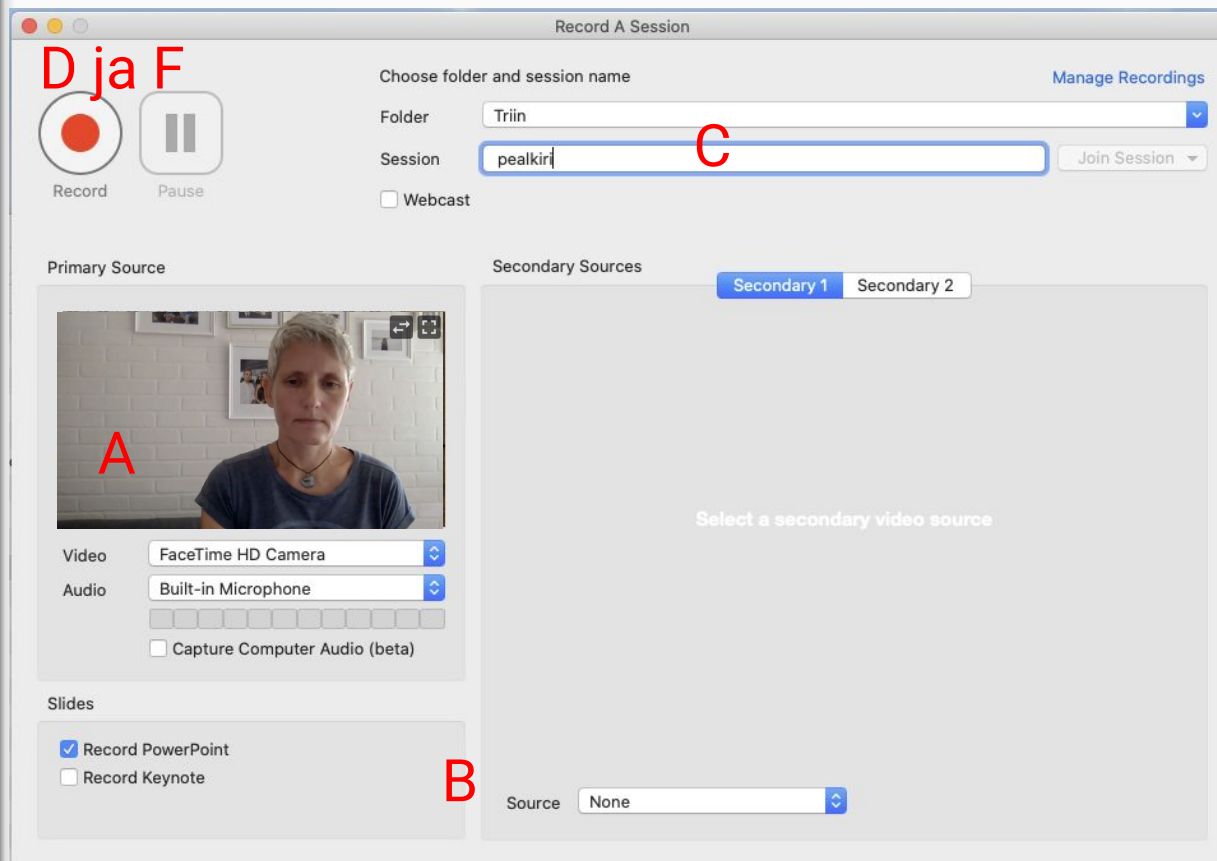 Record A Session
D ja F
Choose folder and session name
Manage Recordings
Folder
Triin
C
Session
pealkiri
Join Session
Record
Pause
Webcast
Primary Source
Secondary Sources
Secondary 1
Secondary 2
A
Select a secondary video source
Video
FaceTime HD Camera
Audio
Built-in Microphone
Capture Computer Audio (beta)
Slides
Record PowerPoint
Record Keynote
B
Source
None